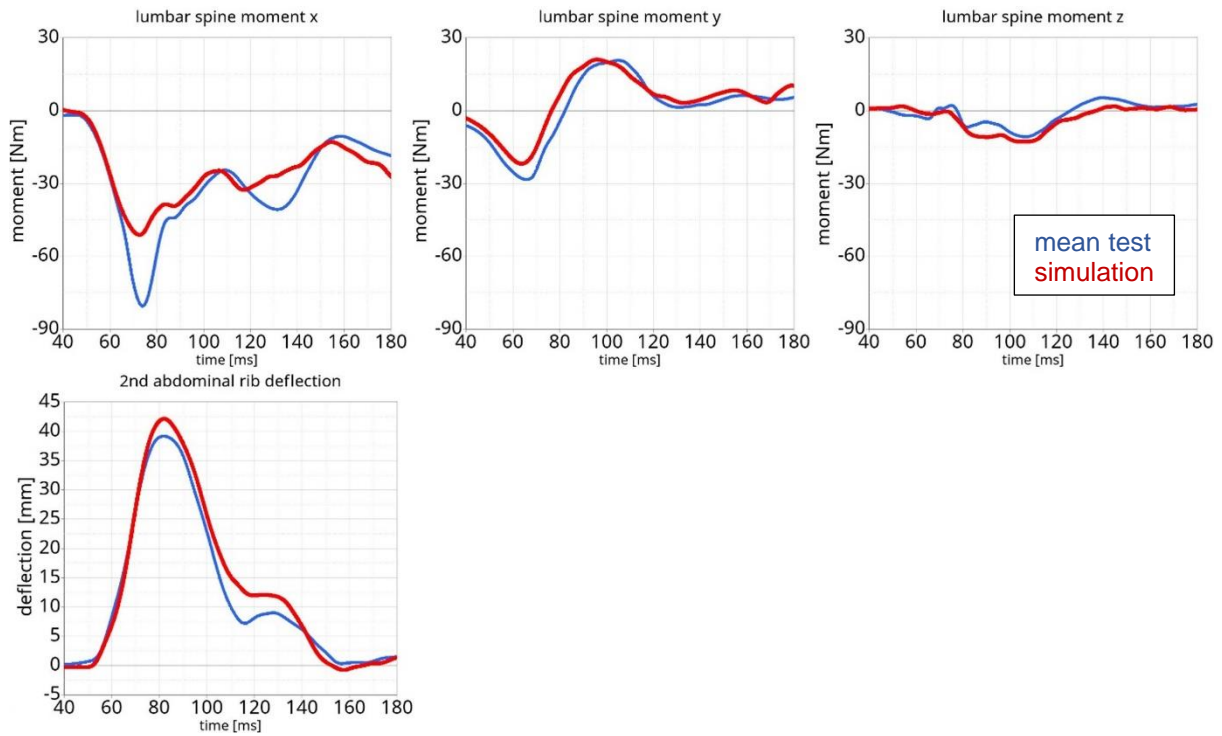 lumbar spine moment x
30
0
-30
-60
-90
moment [Nm]
40 60 80 100 120 140 160 180
time [ms]
lumbar spine moment y
30
0
-30
-60
-90
moment [Nm]
40 60 80 100 120 140 160 180
time [ms]
lumbar spine moment z
30
0
-30
-60
-90
moment [Nm]
40 60 80 100 120 140 160 180
time [ms]
mean test
simulation
2nd abdominal rib deflection
45
40
35
30
25
20
15
10
5
0
-5
deflection [mm]
40 60 80 100 120 140 160 180
time [ms]